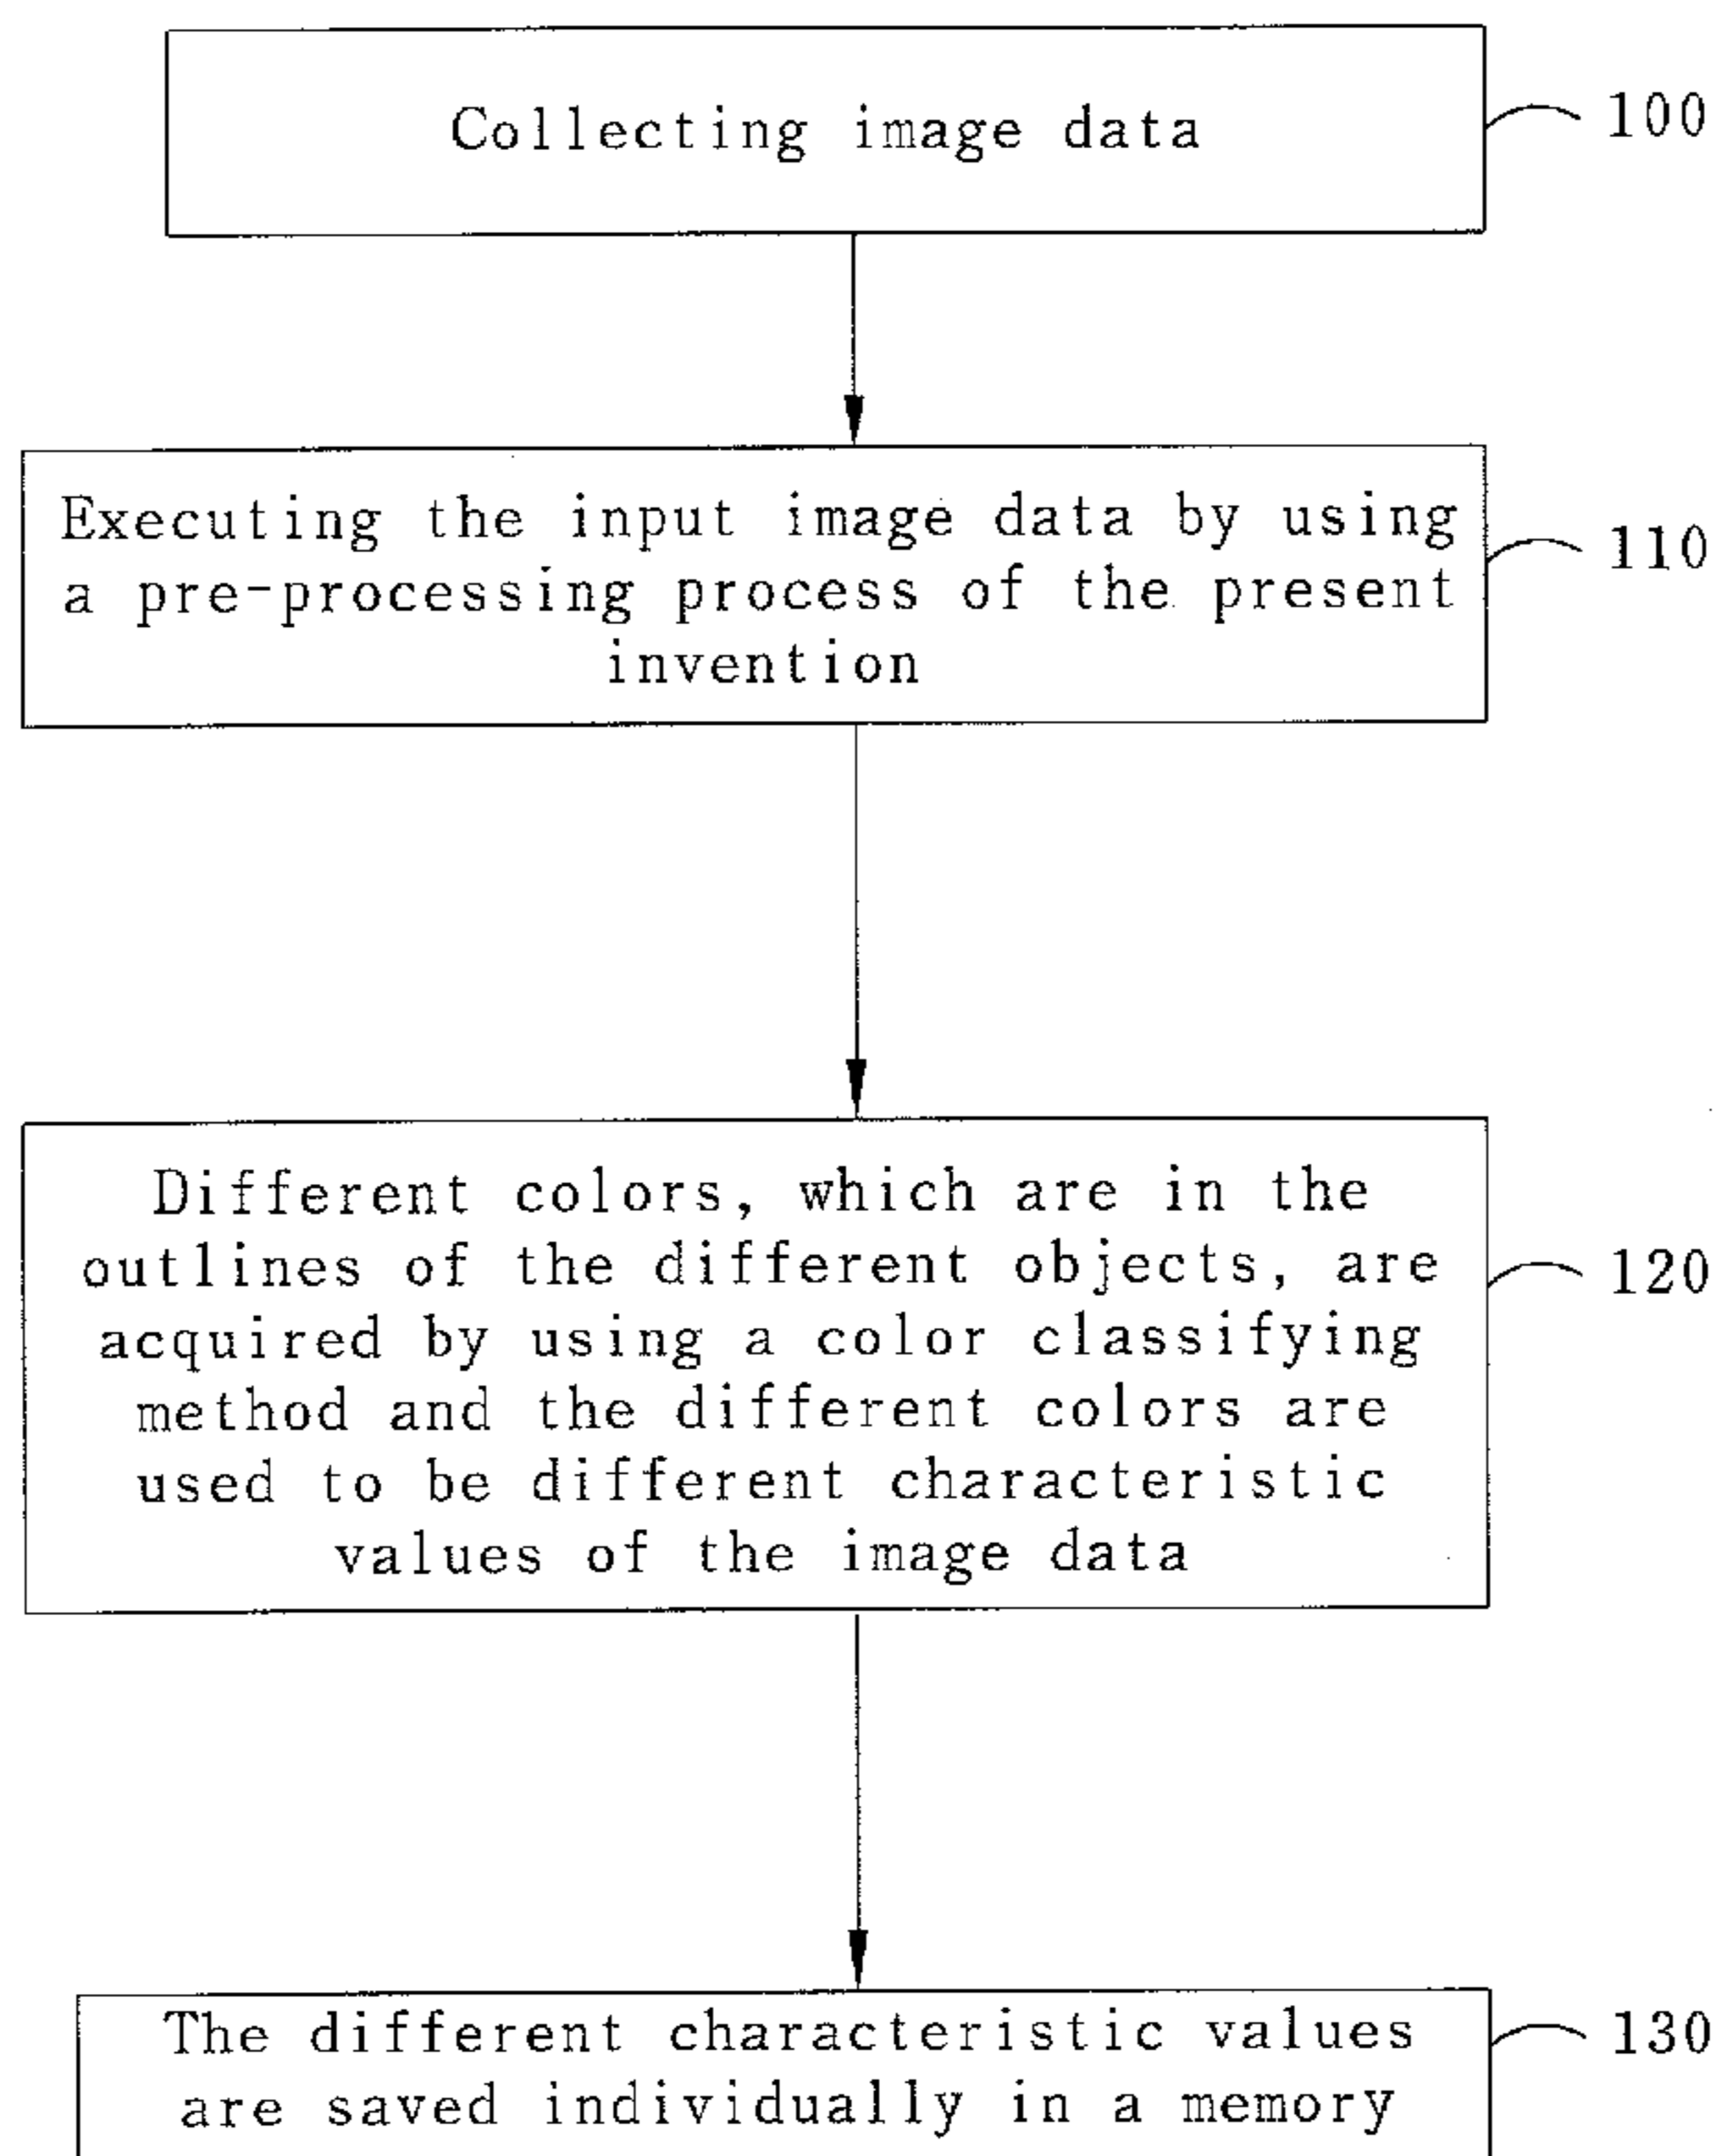 Collecting image data
100
Executing the input image data by using
a pre-processing process of the present
invention
110
Different colors, which are in the
outlines of the different objects, are
acquired by using a color classifying
method and the different colors are
used to be different characteristic
values of the image data
120
The different characteristic values
are saved individually in a memory
130